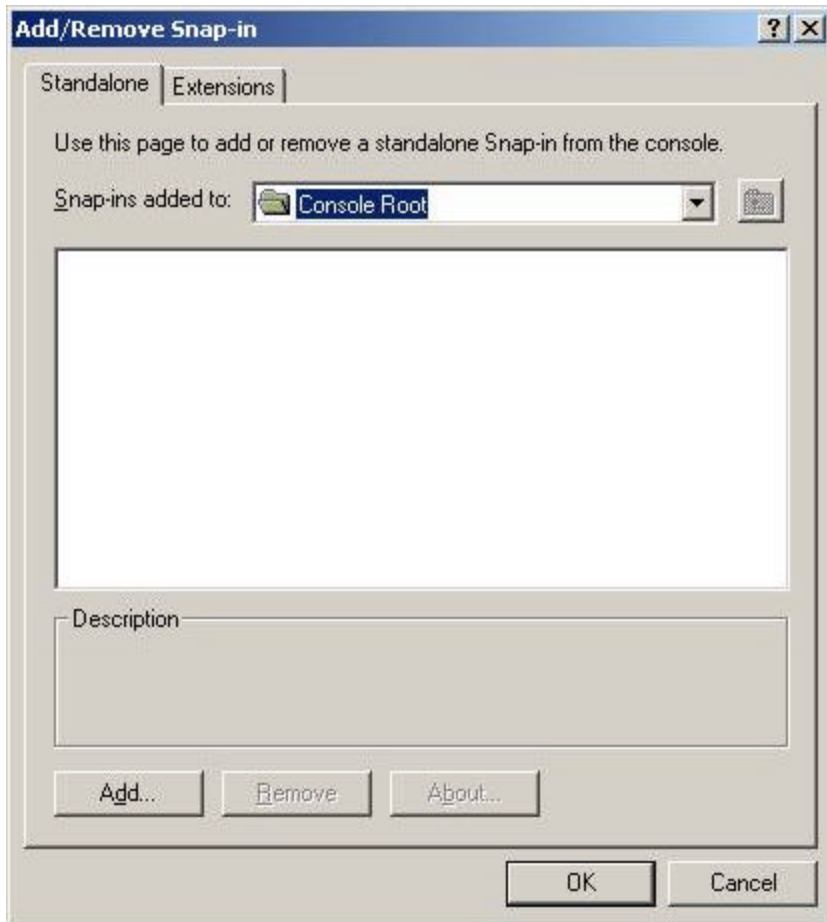 Add/Remove Snap-in
Standalone
Extensions
Use this page to add or remove a standalone Snap-in from the console.
Snap-ins added to:
Console Root
Description
Add...
Remove
About...
OK
Cancel